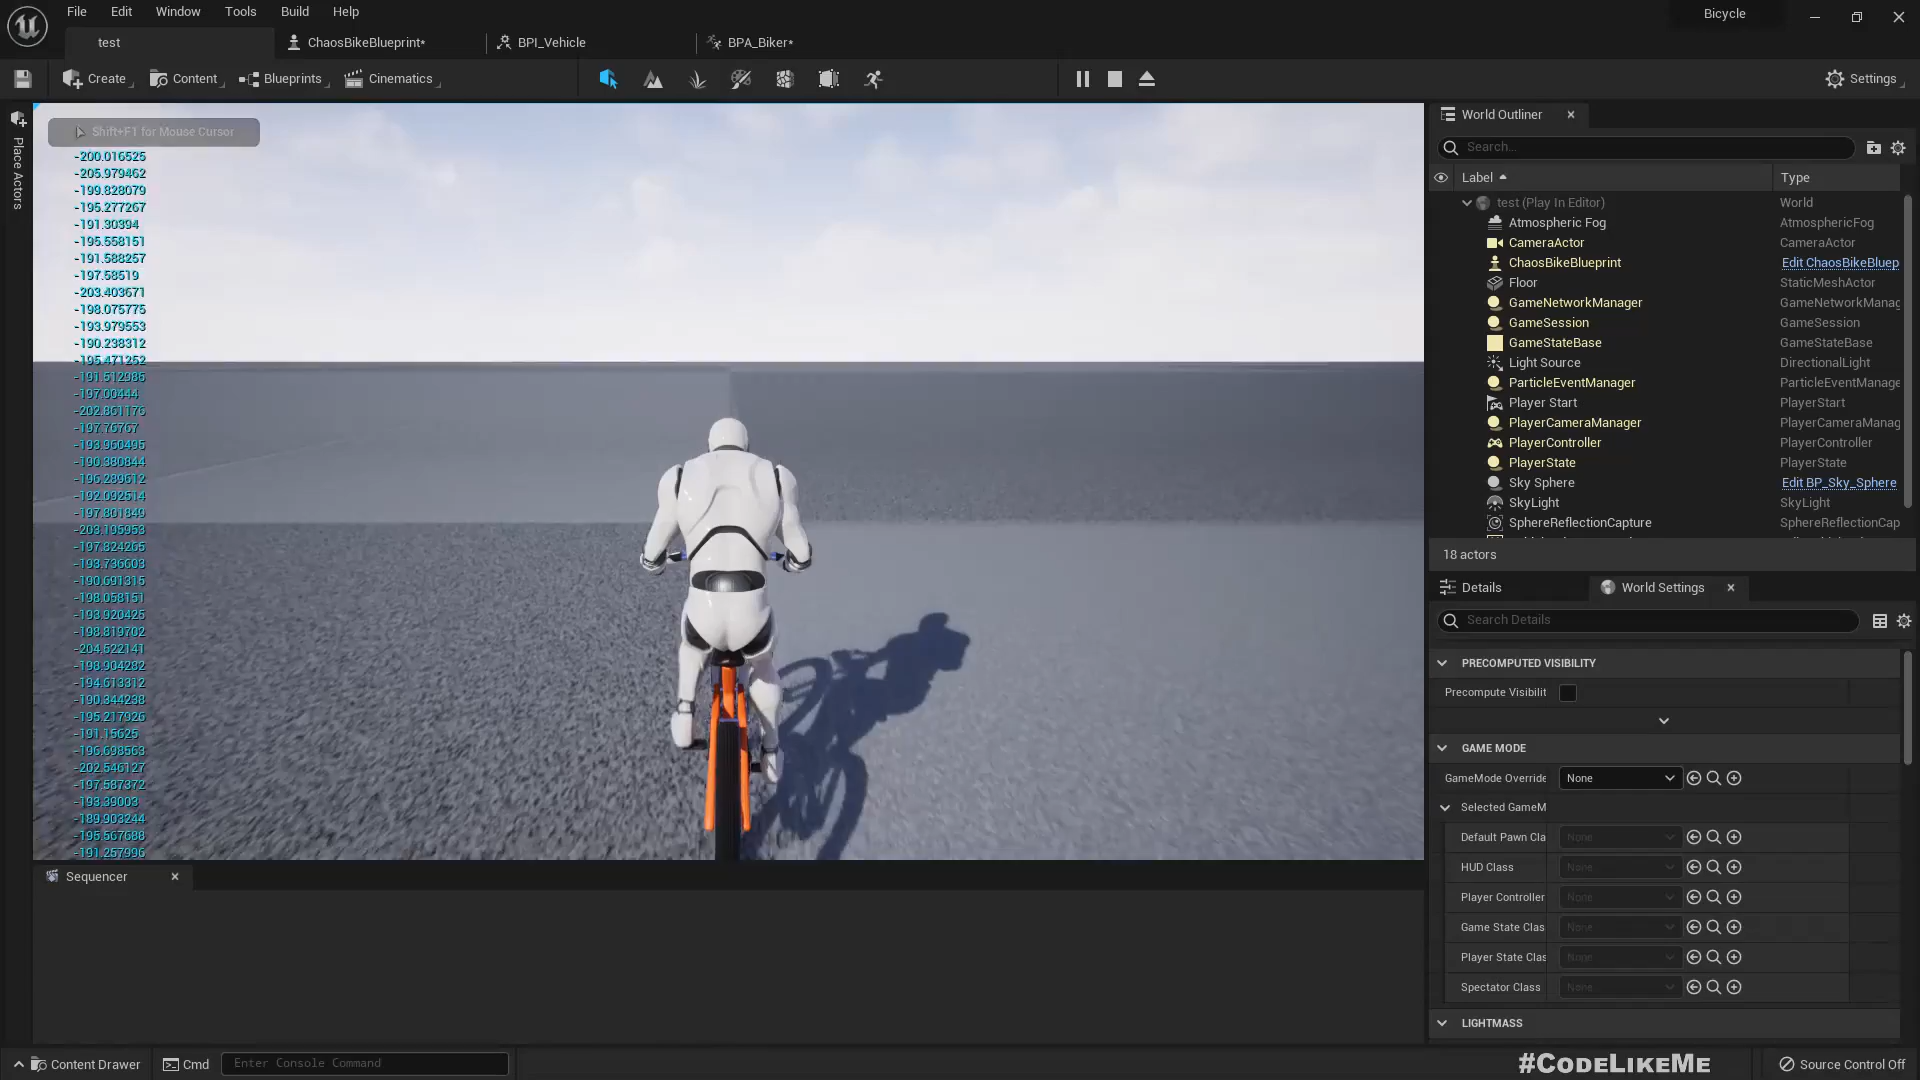 File Edit Window Tools Build Help
Bicycle
test
ChaosBikeBlueprint*
BPI_Vehicle
BPA_Biker*
Create Content Blueprints Cinematics
Settings
Place Actors
Shift+F1 for Mouse Cursor
-200.016525
-205.979462
-199.828079
-195.277267
-191.30394
-195.558151
-191.588257
-197.58519
-203.403671
-198.075775
-193.979553
-190.238312
-195.471252
-191.512985
-197.00444
-202.861176
-197.76767
-193.960495
-190.380844
-196.289612
-192.092514
-197.801849
-203.195953
-197.824265
-193.736603
-190.691315
-198.058151
-193.920425
-198.819702
-204.522141
-198.904282
-194.613312
-190.344238
-195.217926
-191.15625
-196.698563
-202.546127
-197.587372
-193.39003
-189.903244
-195.567688
-191.257996
World Outliner
Search...
Label Type
test (Play In Editor) World
Atmospheric Fog AtmosphericFog
CameraActor CameraActor
ChaosBikeBlueprint Edit ChaosBikeBluep
Floor StaticMeshActor
GameNetworkManager GameNetworkManag
GameSession GameSession
GameStateBase GameStateBase
Light Source DirectionalLight
ParticleEventManager ParticleEventManage
Player Start PlayerStart
PlayerCameraManager PlayerCameraManag
PlayerController PlayerController
PlayerState PlayerState
Sky Sphere Edit BP_Sky_Sphere
SkyLight SkyLight
SphereReflectionCapture SphereReflectionCap
18 actors
Details
World Settings
Search Details
PRECOMPUTED VISIBILITY
Precompute Visibilit
GAME MODE
GameMode Override None
Selected GameM
Default Pawn Cla None
HUD Class None
Player Controller None
Game State Clas None
Player State Clas None
Spectator Class None
LIGHTMASS
Sequencer
Content Drawer
Cmd
Enter Console Command
#CodeLikeMe
Source Control Off